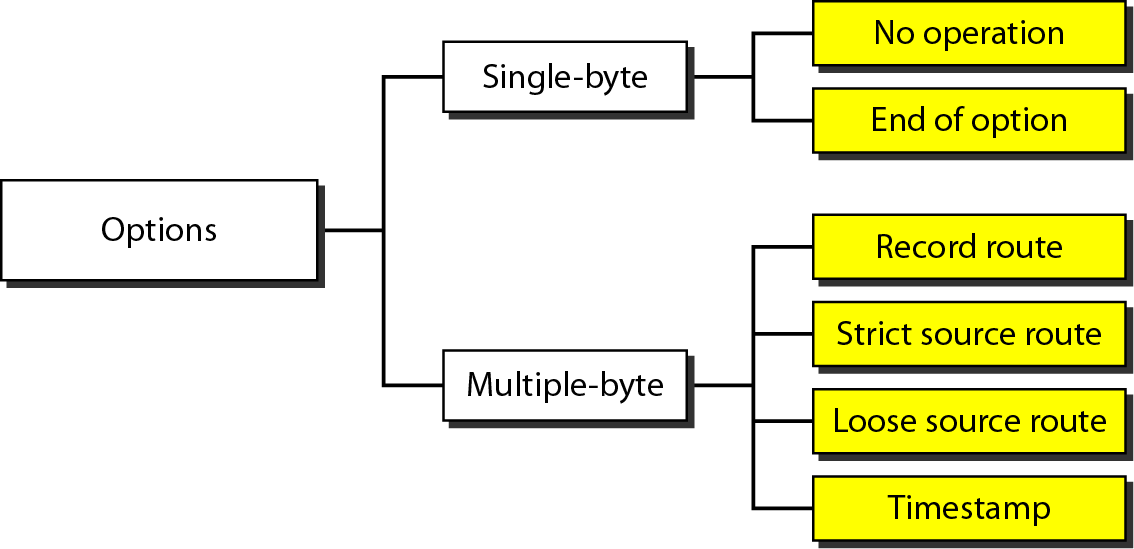 Options
Single-byte
No operation
End of option
Multiple-byte
Record route
Strict source route
Loose source route
Timestamp